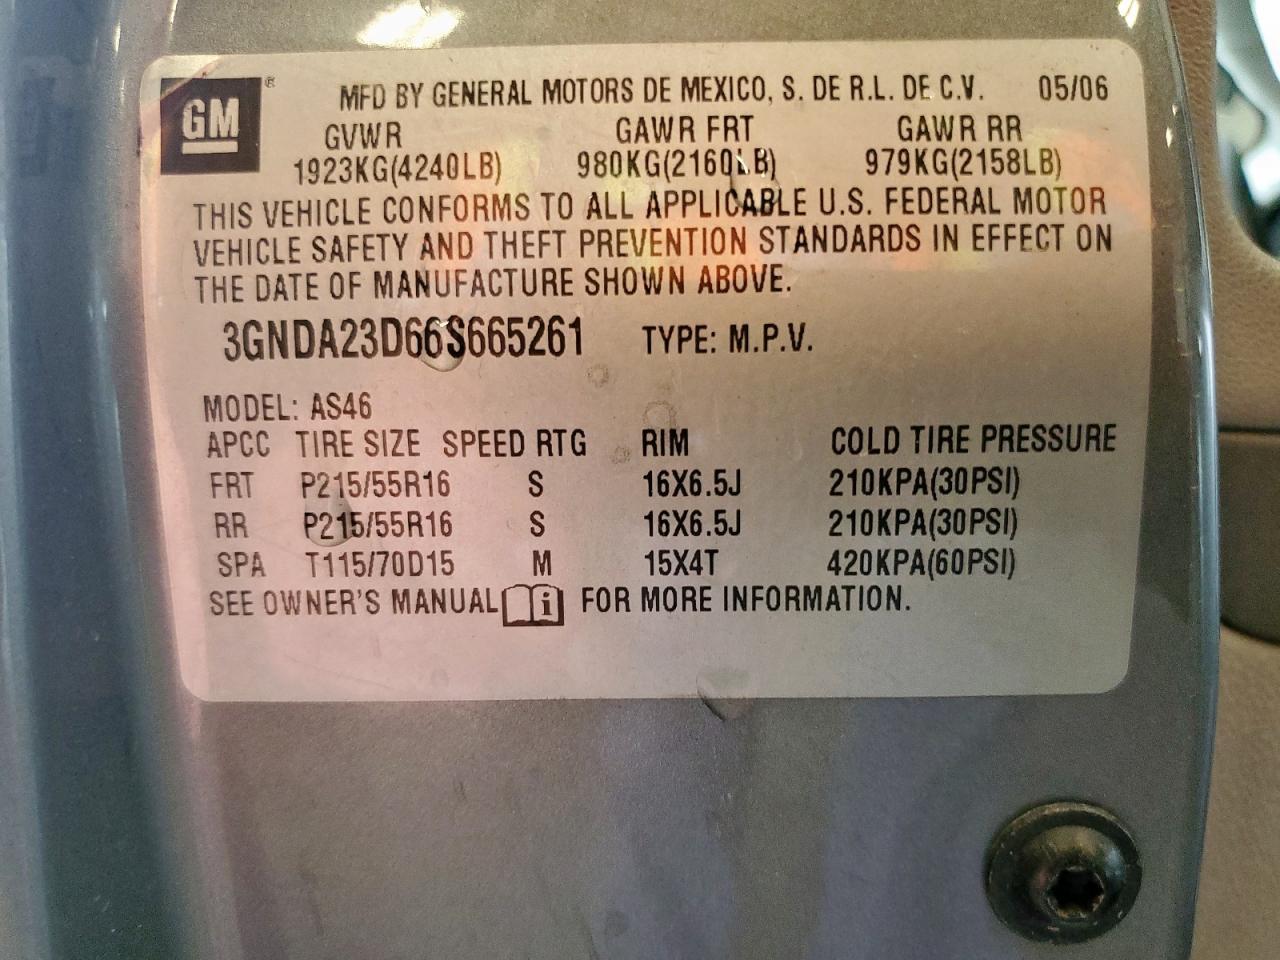 GM ® MFD BY GENERAL MOTORS DE MEXICO, S. DE R.L. DE C.V. 05/06
GVWR GAWR FRT GAWR RR
1923KG(4240LB) 980KG(2160LB) 979KG(2158LB)
THIS VEHICLE CONFORMS TO ALL APPLICABLE U.S. FEDERAL MOTOR
VEHICLE SAFETY AND THEFT PREVENTION STANDARDS IN EFFECT ON
THE DATE OF MANUFACTURE SHOWN ABOVE.
3GNDA23D66S665261 TYPE: M.P.V.
MODEL: AS46
APCC TIRE SIZE SPEED RTG RIM COLD TIRE PRESSURE
FRT P215/55R16 S 16X6.5J 210KPA(30PSI)
RR P215/55R16 S 16X6.5J 210KPA(30PSI)
SPA T115/70D15 M 15X4T 420KPA(60PSI)
SEE OWNER'S MANUAL i FOR MORE INFORMATION.